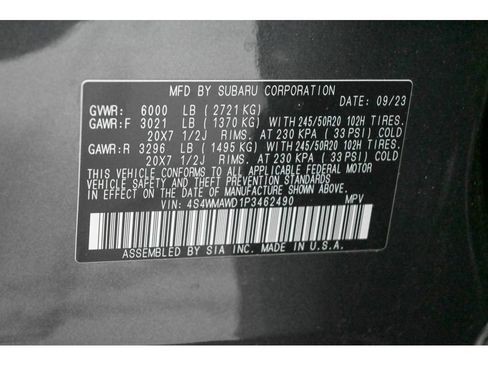 MFD BY SUBARU CORPORATION
DATE: 09/23
GVWR: 6000 LB (2721 KG)
GAWR:F 3021 LB (1370 KG) WITH 245/50R20 102H TIRES.
20X7 1/2J RIMS. AT 230 KPA (33 PSI) COLD
GAWR:R 3296 LB (1495 KG) WITH 245/50R20 102H TIRES.
20X7 1/2J RIMS. AT 230 KPA (33 PSI) COLD
THIS VEHICLE CONFORMS TO ALL APPLICABLE FEDERAL MOTOR
VEHICLE SAFETY AND THEFT PREVENTION STANDARDS
IN EFFECT ON THE DATE OF MANUFACTURE SHOWN ABOVE.
VIN: 4S4WMAWD1P3462490 MPV
ASSEMBLED BY SIA INC. MADE IN U.S.A.